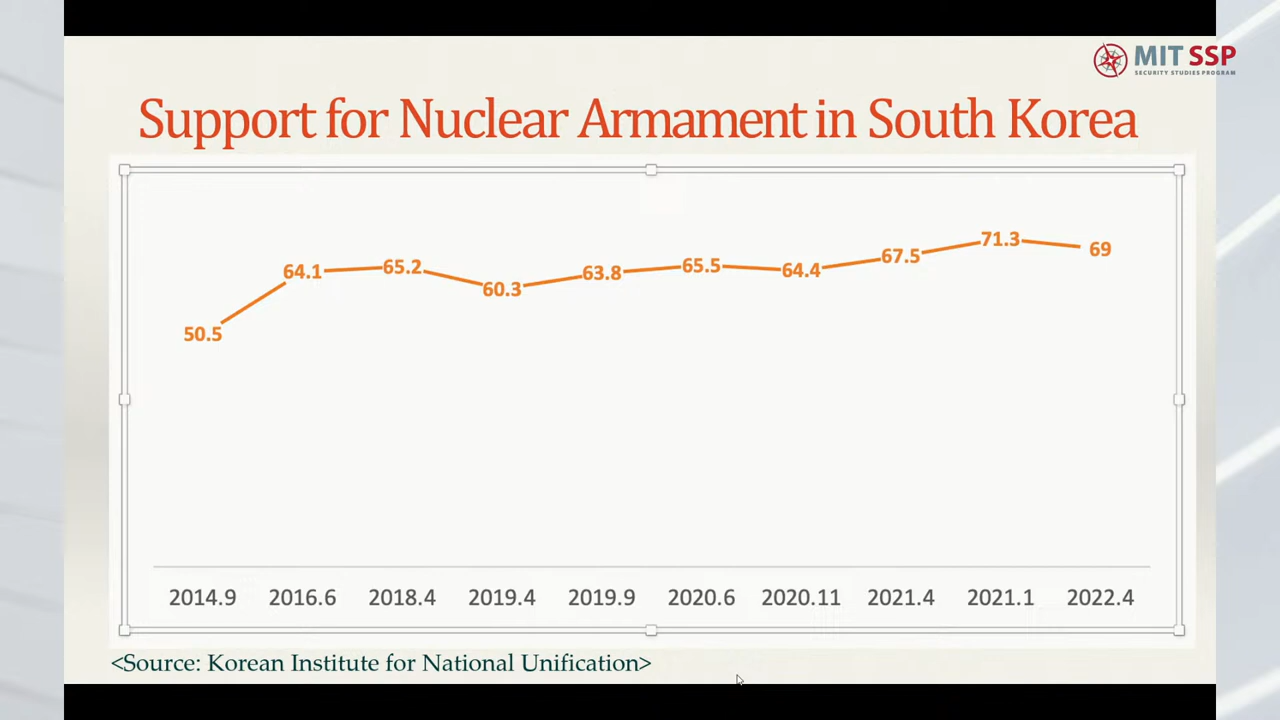 MIT SSP
SECURITY STUDIES PROGRAM
Support for Nuclear Armament in South Korea
50.5 64.1 65.2 60.3 63.8 65.5 64.4 67.5 71.3 69
2014.9 2016.6 2018.4 2019.4 2019.9 2020.6 2020.11 2021.4 2021.1 2022.4
<Source: Korean Institute for National Unification>